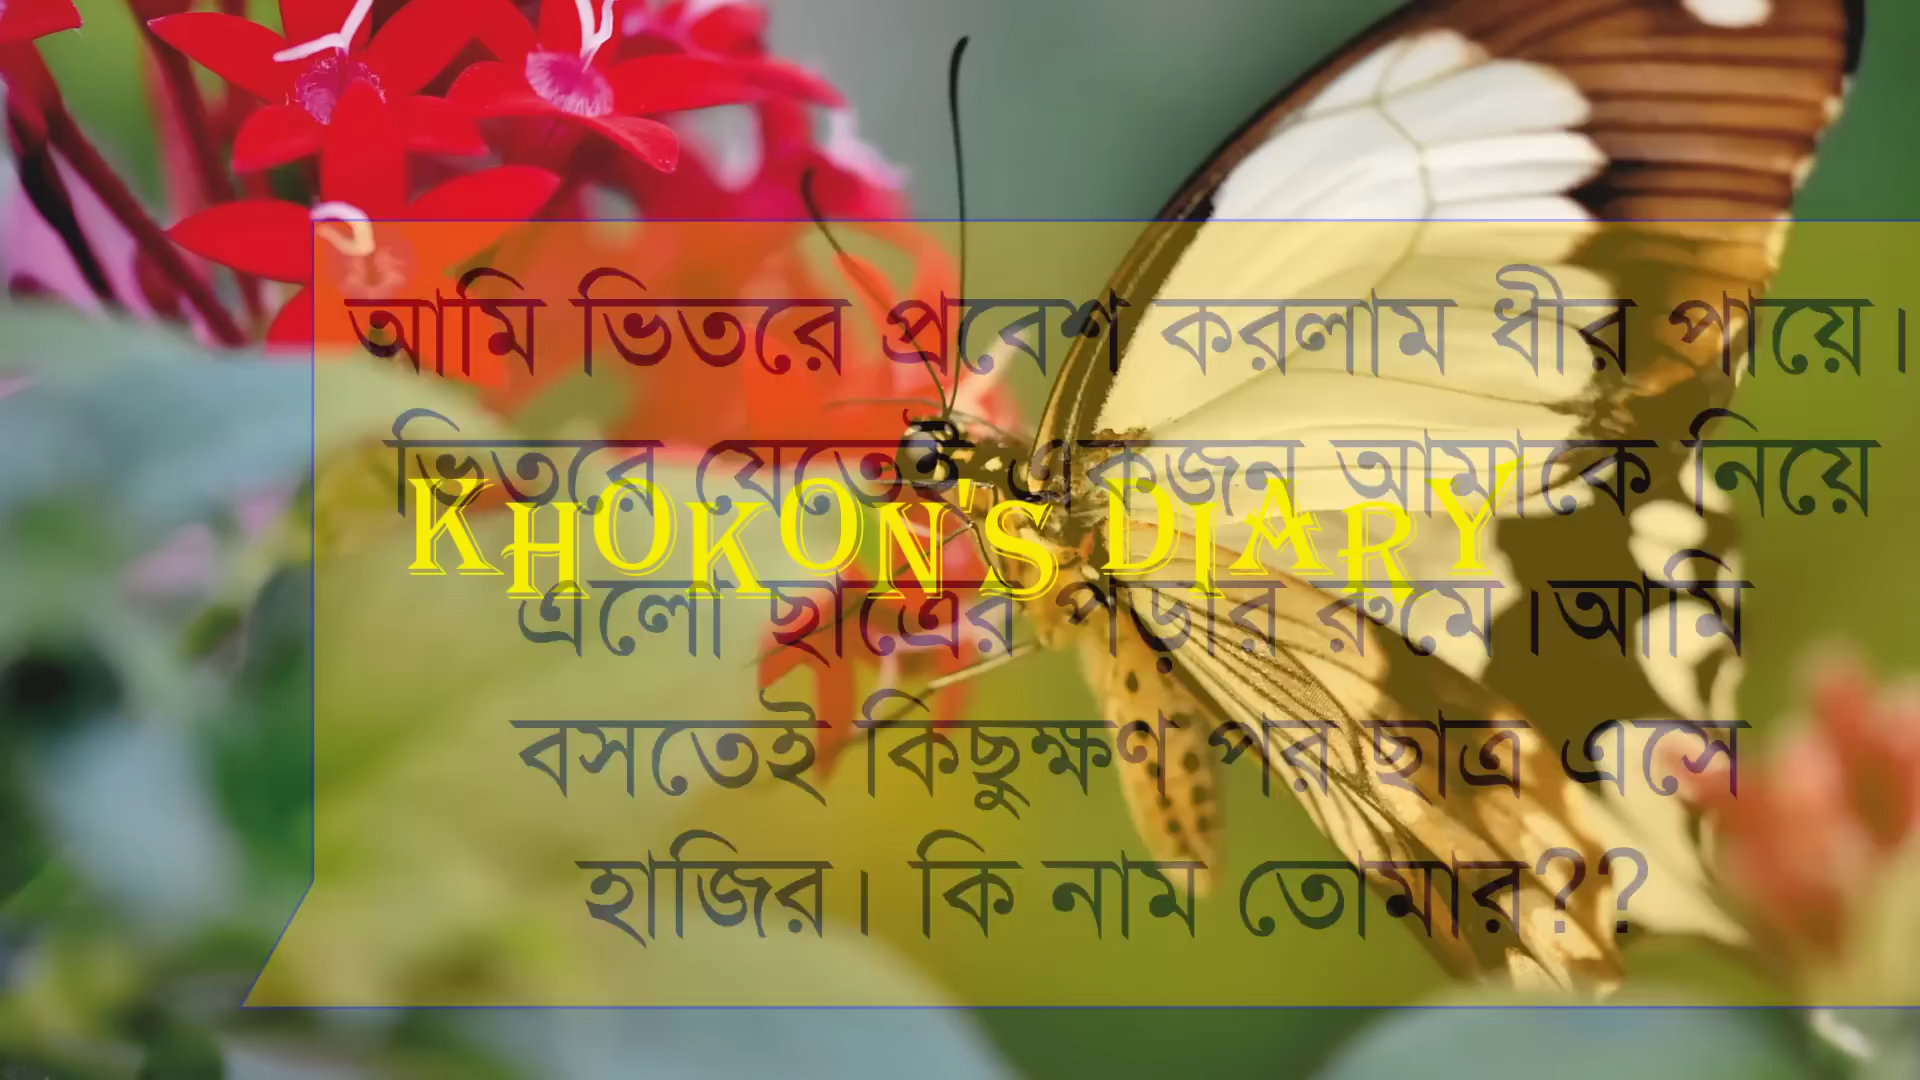 আমি ভিতরে প্রবেশ করলাম ধীর পায়ে।
ভিতরে যেতেই একজন আমাকে নিয়ে
KHOKON'S DIARY
এলো ছাত্রের পড়ার রুমে।আমি
বসতেই কিছুক্ষণ পর ছাত্র এসে
হাজির। কি নাম তোমার??